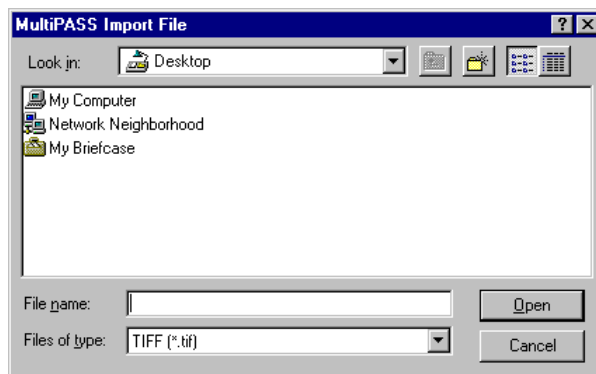 MultiPASS Import File
Look in: Desktop
My Computer
Network Neighborhood
My Briefcase
File name: Open
Files of type: TIFF (*.tif) Cancel